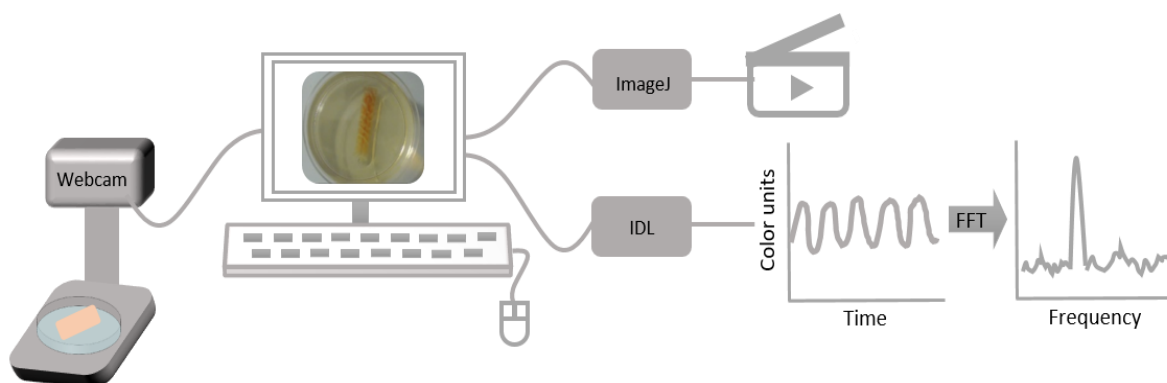 Webcam
ImageJ
IDL
Color units
Time
FFT
Frequency